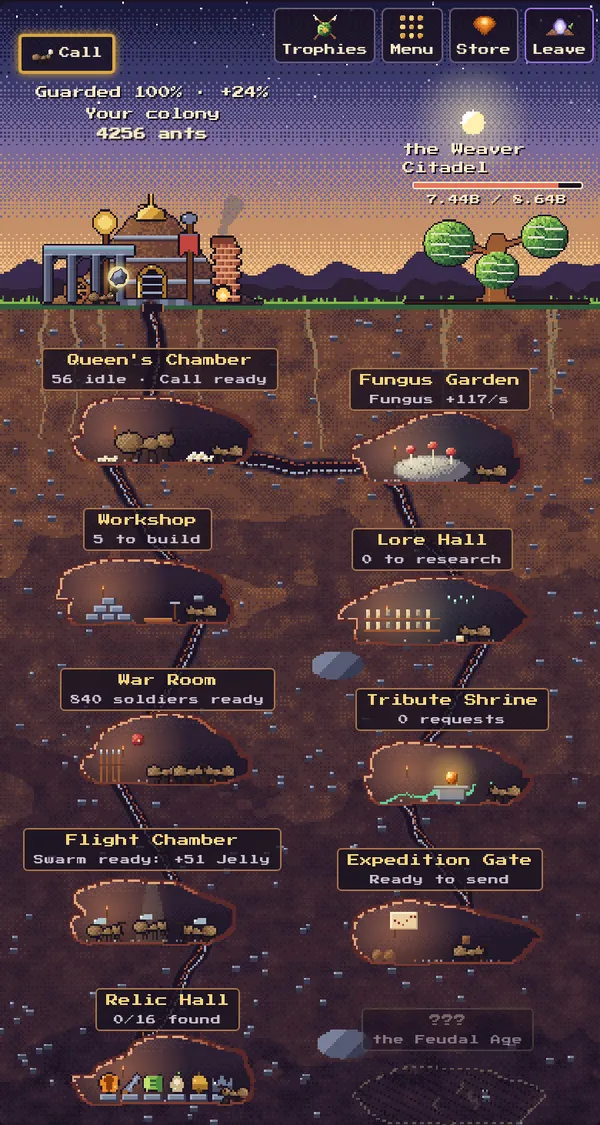 Call
Trophies
Menu
Store
Leave
Guarded 100% · +24%
Your colony
4256 ants
the Weaver
Citadel
7.44B / 8.64B
Queen's Chamber
56 idle · Call ready
Fungus Garden
Fungus +117/s
Workshop
5 to build
Lore Hall
0 to research
War Room
840 soldiers ready
Tribute Shrine
0 requests
Flight Chamber
Swarm ready: +51 Jelly
Expedition Gate
Ready to send
Relic Hall
0/16 found
???
the Feudal Age